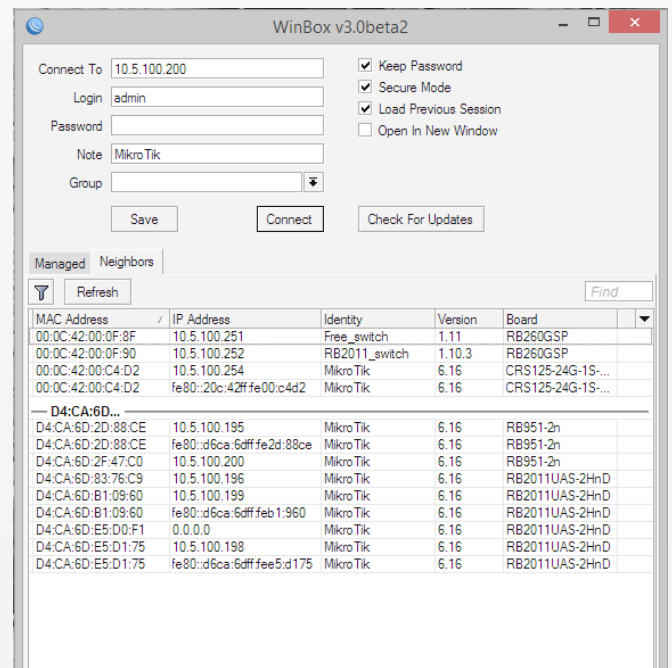 WinBox v3.0beta2
Connect To 10.5.100.200 Keep Password
Login admin Secure Mode
Password Load Previous Session
Open In New Window
Note MikroTik
Group
Save Connect Check For Updates
Managed Neighbors
Refresh Find
MAC Address / IP Address Identity Version Board
00:0C:42:00:0F:8F 10.5.100.251 Free_switch 1.11 RB260GSP
00:0C:42:00:0F:90 10.5.100.252 RB2011_switch 1.10.3 RB260GSP
00:0C:42:00:C4:D2 10.5.100.254 MikroTik 6.16 CRS125-24G-1S-...
00:0C:42:00:C4:D2 fe80::20c:42ff:fe00:c4d2 MikroTik 6.16 CRS125-24G-1S-...
D4:CA:6D...
D4:CA:6D:2D:88:CE 10.5.100.195 MikroTik 6.16 RB951-2n
D4:CA:6D:2D:88:CE fe80::d6ca:6dff:fe2d:88ce MikroTik 6.16 RB951-2n
D4:CA:6D:2F:47:C0 10.5.100.200 MikroTik 6.16 RB951-2n
D4:CA:6D:83:76:C9 10.5.100.196 MikroTik 6.16 RB2011UAS-2HnD
D4:CA:6D:B1:09:60 10.5.100.199 MikroTik 6.16 RB2011UAS-2HnD
D4:CA:6D:B1:09:60 fe80::d6ca:6dff:feb1:960 MikroTik 6.16 RB2011UAS-2HnD
D4:CA:6D:E5:D0:F1 0.0.0.0 MikroTik 6.16 RB2011UAS-2HnD
D4:CA:6D:E5:D1:75 10.5.100.198 MikroTik 6.16 RB2011UAS-2HnD
D4:CA:6D:E5:D1:75 fe80::d6ca:6dff:fee5:d175 MikroTik 6.16 RB2011UAS-2HnD